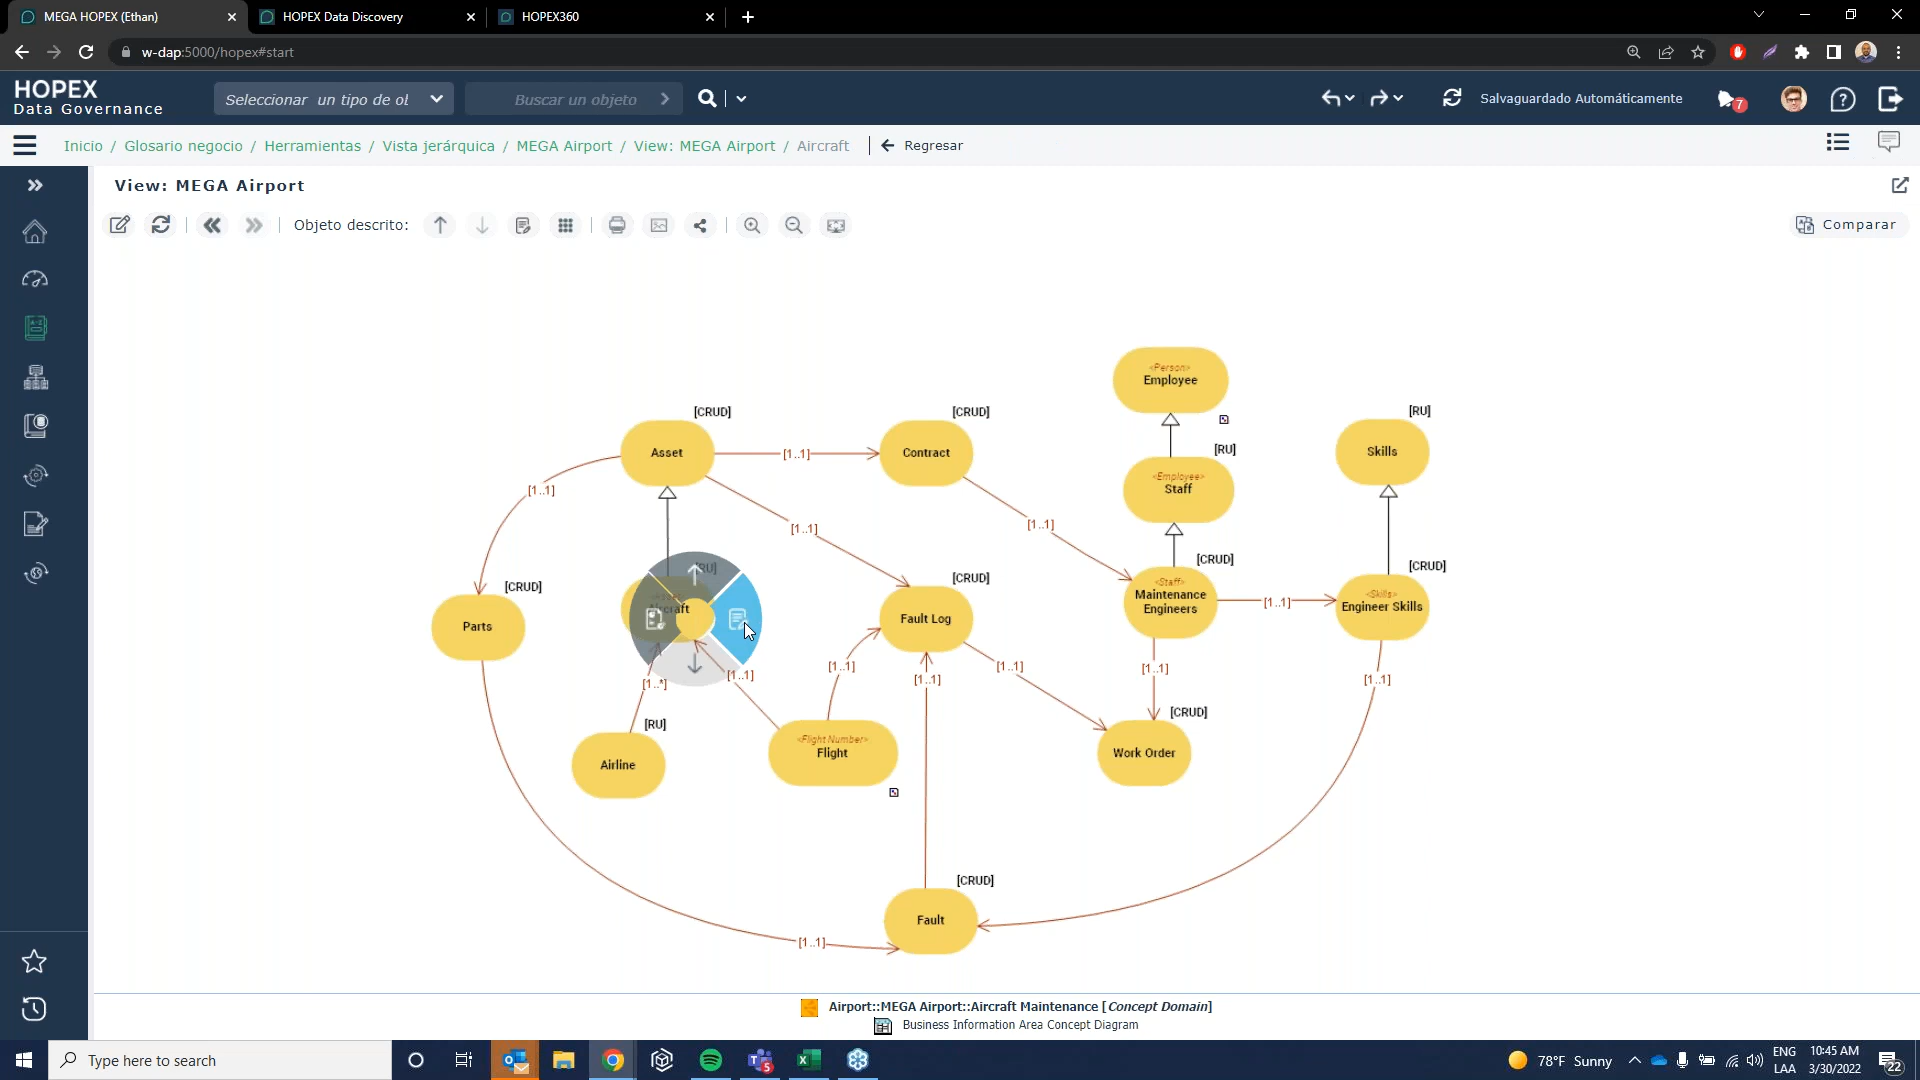 MEGA HOPEX (Ethan)
HOPEX Data Discovery
HOPEX360
w-dap:5000/hopex#start
HOPEX
Data Governance
Seleccionar un tipo de ol
Buscar un objeto
Salvaguardado Automáticamente
7
Inicio / Glosario negocio / Herramientas / Vista jerárquica / MEGA Airport / View: MEGA Airport / Aircraft
Regresar
View: MEGA Airport
Objeto descrito:
Comparar
<Person>
Employee
[CRUD]
Asset
[CRUD]
Contract
[RU]
<Employee>
Staff
[RU]
Skills
[1..1]
[1..1]
[1..1]
[1..1]
[CRUD]
Parts
[RU]
Aircraft
[CRUD]
Fault Log
[CRUD]
<Staff>
Maintenance
Engineers
[1..1]
[CRUD]
<Skills>
Engineer Skills
[1..*]
[1..1]
[1..1]
[1..1]
[1..1]
[1..1]
[1..1]
[RU]
Airline
<Flight Number>
Flight
[CRUD]
Work Order
[CRUD]
Fault
[1..1]
Airport::MEGA Airport::Aircraft Maintenance [Concept Domain]
Business Information Area Concept Diagram
Type here to search
5
78°F Sunny
ENG
LAA
10:45 AM
3/30/2022
22